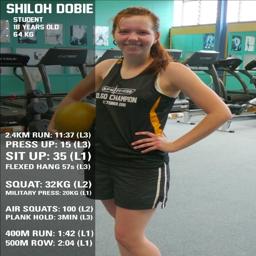 SHILOH DOBIE
STUDENT
18 YEARS OLD
64 KG
CHAMPION
2.4KM RUN: 11:37 (L3)
PRESS UP: 15 (L3)
SIT UP: 35 (L1)
FLEXED HANG 57s (L3)
SQUAT: 32KG (L2)
MILITARY PRESS: 20KG (L1)
AIR SQUATS: 100 (L2)
PLANK HOLD: 3MIN (L3)
400M RUN: 1:42 (L1)
500M ROW: 2:04 (L1)